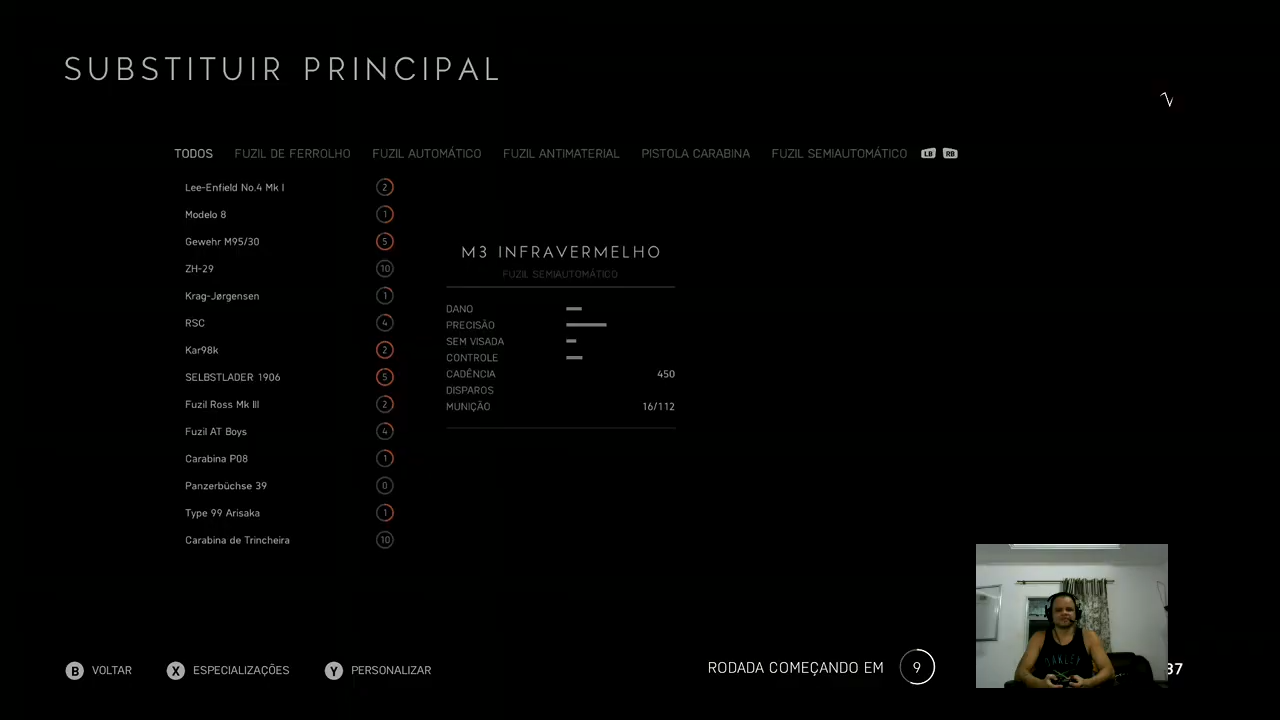 SUBSTITUIR PRINCIPAL
TODOS FUZIL DE FERROLHO FUZIL AUTOMÁTICO FUZIL ANTIMATERIAL PISTOLA CARABINA FUZIL SEMIAUTOMÁTICO LB RB
Lee-Enfield No.4 Mk I 2
Modelo 8 1
Gewehr M95/30 5
ZH-29 10
Krag-Jørgensen 1
RSC 4
Kar98k 2
SELBSTLADER 1906 5
Fuzil Ross Mk III 2
Fuzil AT Boys 4
Carabina P08 1
Panzerbüchse 39 0
Type 99 Arisaka 1
Carabina de Trincheira 10
M3 INFRAVERMELHO
FUZIL SEMIAUTOMÁTICO
DANO
PRECISÃO
SEM VISADA
CONTROLE
CADÊNCIA 450
DISPAROS
MUNIÇÃO 16/112
OAKLEY
B VOLTAR X ESPECIALIZAÇÕES Y PERSONALIZAR RODADA COMEÇANDO EM 9 37